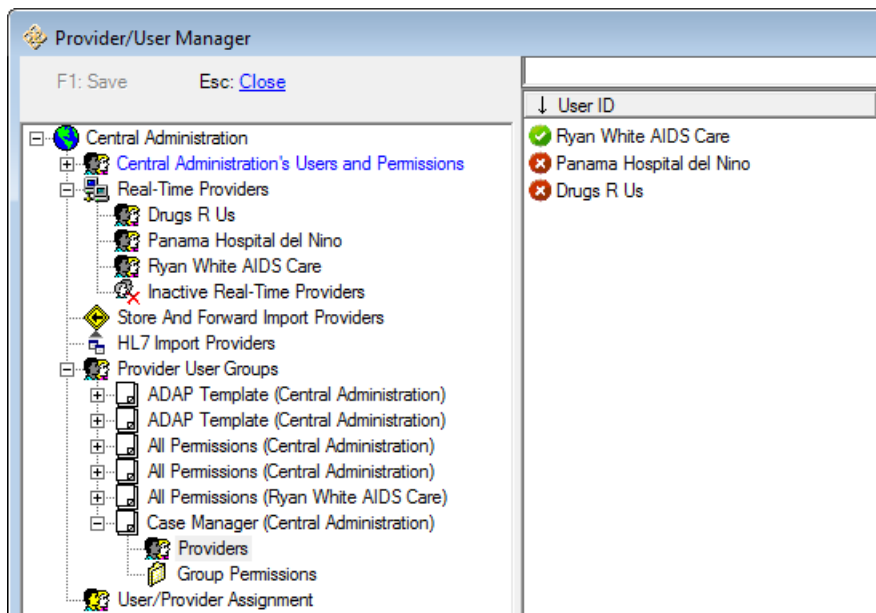 Provider/User Manager
F1: Save Esc: Close
Central Administration
Central Administration's Users and Permissions
Real-Time Providers
Drugs R Us
Panama Hospital del Nino
Ryan White AIDS Care
Inactive Real-Time Providers
Store And Forward Import Providers
HL7 Import Providers
Provider User Groups
ADAP Template (Central Administration)
ADAP Template (Central Administration)
All Permissions (Central Administration)
All Permissions (Central Administration)
All Permissions (Ryan White AIDS Care)
Case Manager (Central Administration)
Providers
Group Permissions
User/Provider Assignment
↓ User ID
Ryan White AIDS Care
Panama Hospital del Nino
Drugs R Us